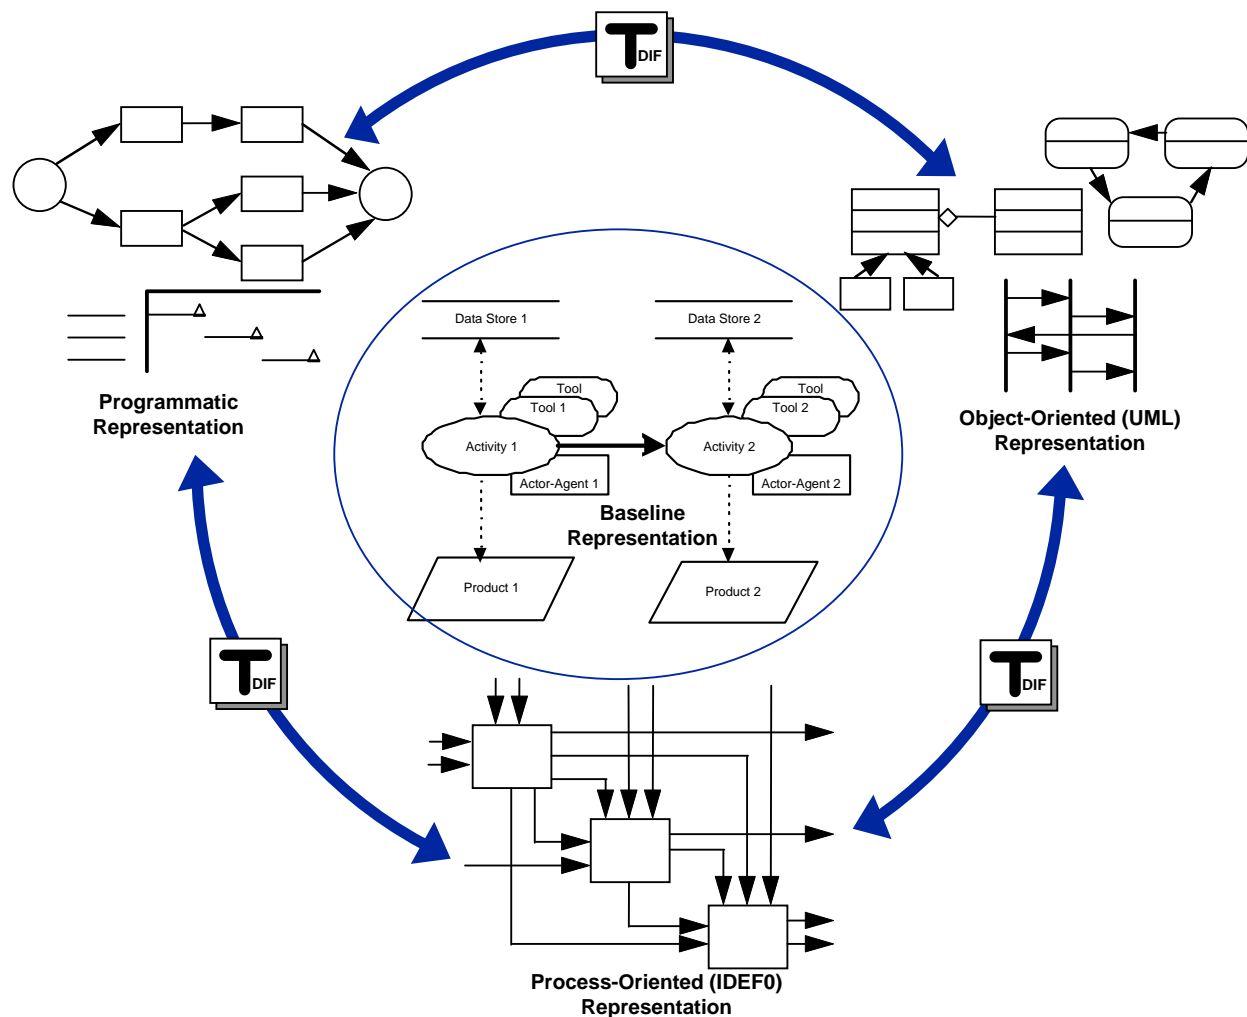 T
DIF
Data Store 1
Data Store 2
Tool
Tool
Tool 1
Tool 2
Activity 1
Activity 2
Actor-Agent 1
Actor-Agent 2
Baseline
Representation
Product 1
Product 2
Programmatic
Representation
Object-Oriented (UML)
Representation
T
DIF
T
DIF
Process-Oriented (IDEF0)
Representation